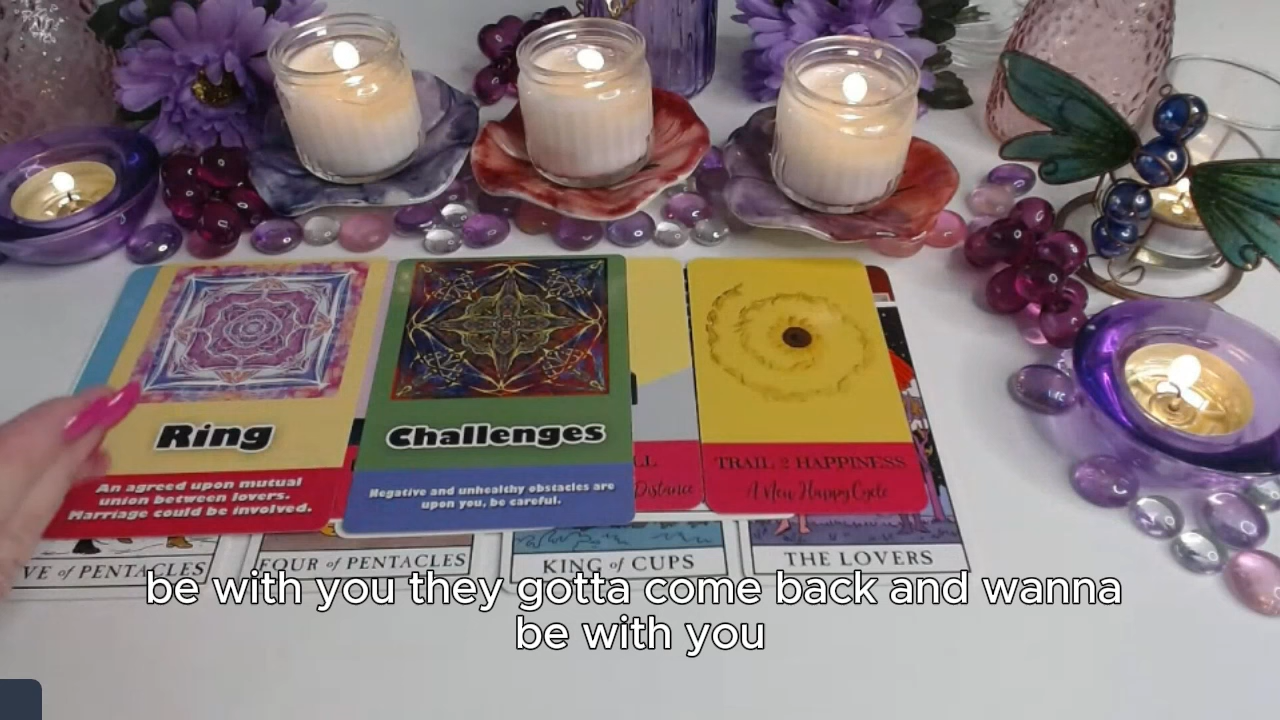 Ring
An agreed upon mutual
union between lovers.
Marriage could be involved.
Challenges
Negative and unhealthy obstacles are
upon you, be careful.
LL
Distance
TRAIL 2 HAPPINESS
A New Happy Cycle
VE of PENTACLES
FOUR of PENTACLES
KING of CUPS
THE LOVERS
be with you they gotta come back and wanna
be with you